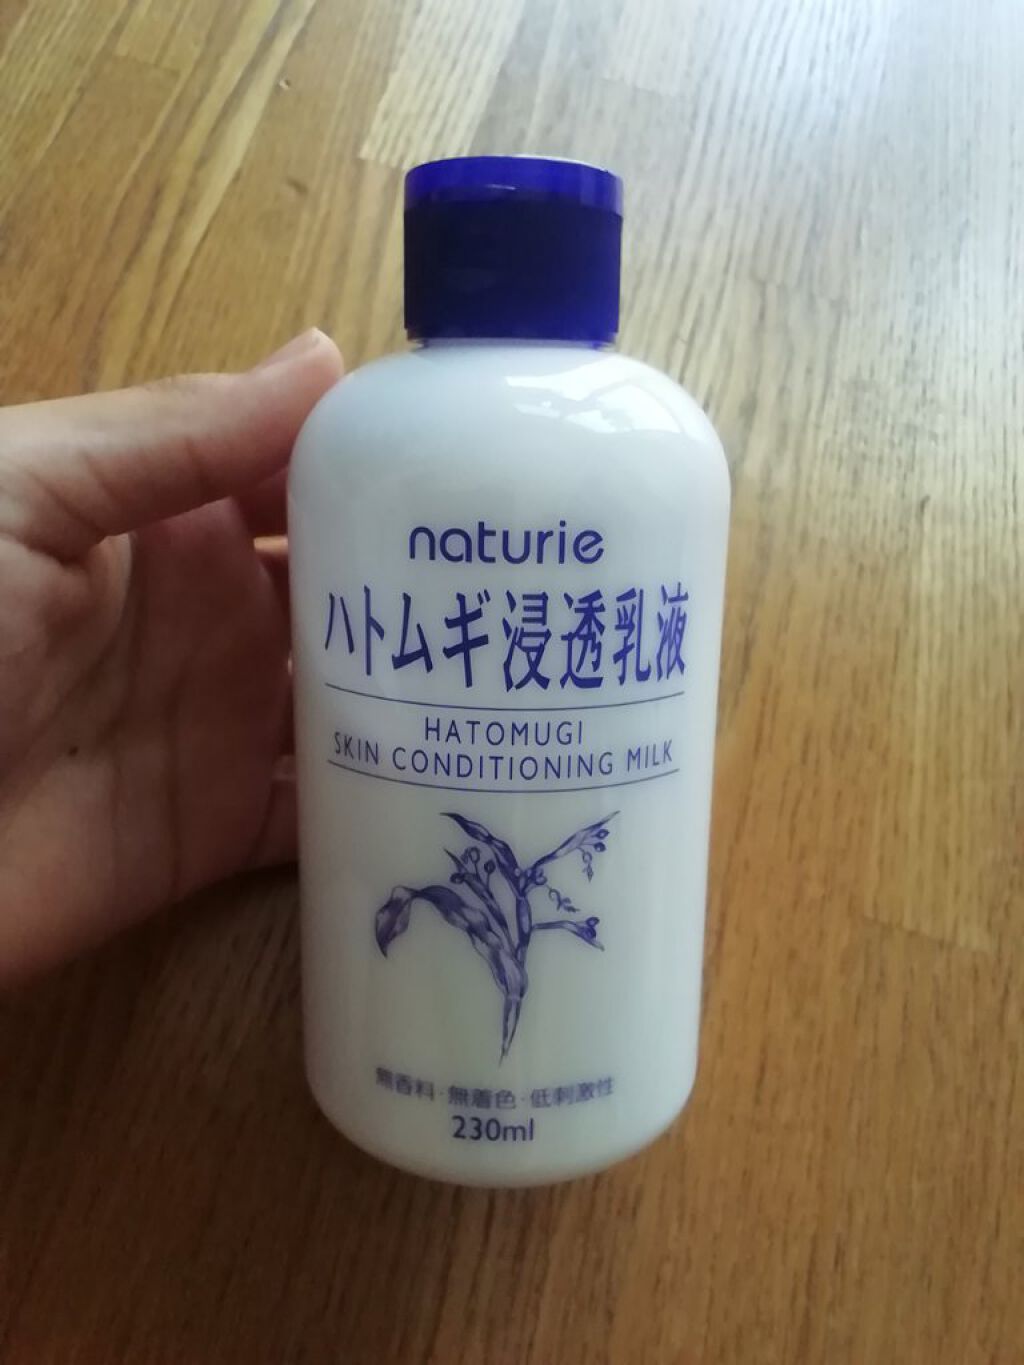 naturie
ハトムギ浸透乳液
HATOMUGI
SKIN CONDITIONING MILK
無香料・無着色・低刺激性
230ml